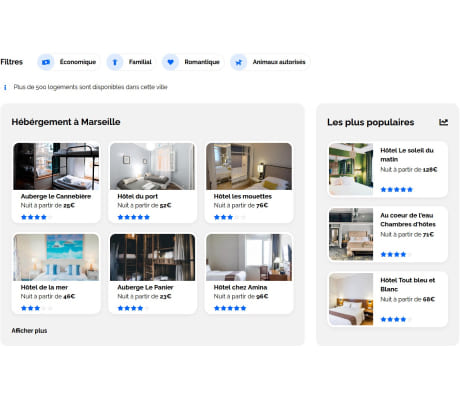 Filtres
Économique
Familial
Romantique
Animaux autorisés
Plus de 500 logements sont disponibles dans cette ville
Hébergement à Marseille
Auberge le Cannebière
Nuit à partir de 25€
Hôtel du port
Nuit à partir de 52€
Hôtel les mouettes
Nuit à partir de 76€
Hôtel de la mer
Nuit à partir de 46€
Auberge Le Panier
Nuit à partir de 23€
Hôtel chez Amina
Nuit à partir de 96€
Afficher plus
Les plus populaires
Hôtel Le soleil du
matin
Nuit à partir de 128€
Au coeur de l'eau
Chambres d'hôtes
Nuit à partir de 71€
Hôtel Tout bleu et
Blanc
Nuit à partir de 68€